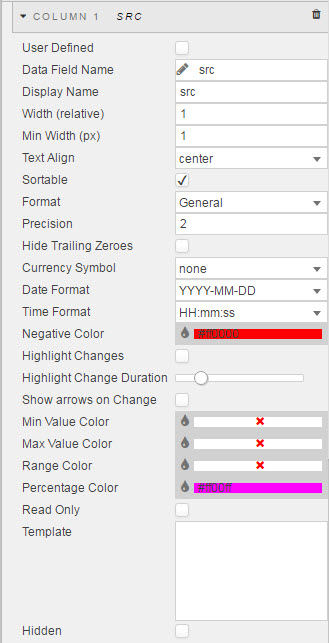 COLUMN 1 SRC
User Defined
Data Field Name src
Display Name src
Width (relative) 1
Min Width (px) 1
Text Align center
Sortable
Format General
Precision 2
Hide Trailing Zeroes
Currency Symbol none
Date Format YYYY-MM-DD
Time Format HH:mm:ss
Negative Color #ff0000
Highlight Changes
Highlight Change Duration
Show arrows on Change
Min Value Color
Max Value Color
Range Color
Percentage Color #ff00ff
Read Only
Template
Hidden